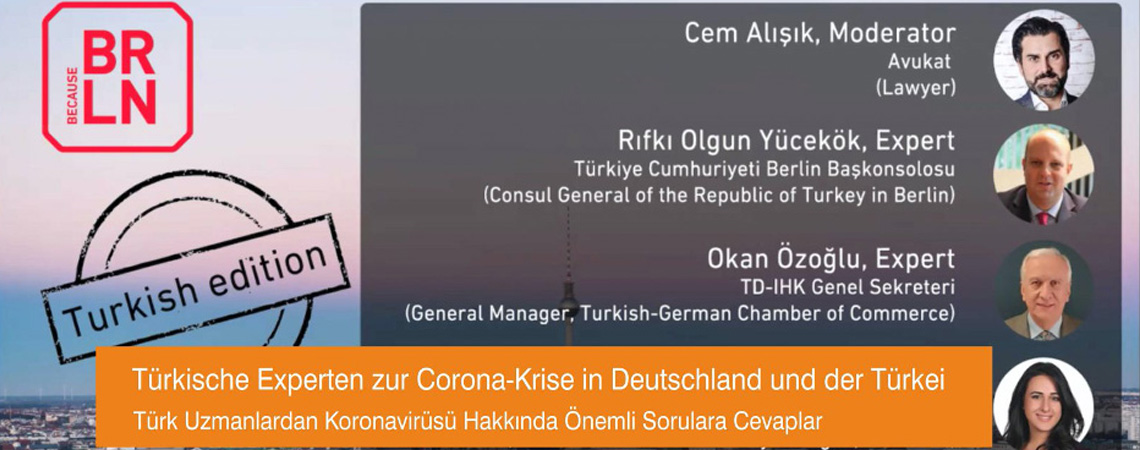 BECAUSE
BR
LN
Turkish edition
Cem Alışık, Moderator
Avukat
(Lawyer)
Rıfkı Olgun Yücekök, Expert
Türkiye Cumhuriyeti Berlin Başkonsolosu
(Consul General of the Republic of Turkey in Berlin)
Okan Özoğlu, Expert
TD-IHK Genel Sekreteri
(General Manager, Turkish-German Chamber of Commerce)
Türkische Experten zur Corona-Krise in Deutschland und der Türkei
Türk Uzmanlardan Koronavirüsü Hakkında Önemli Sorulara Cevaplar